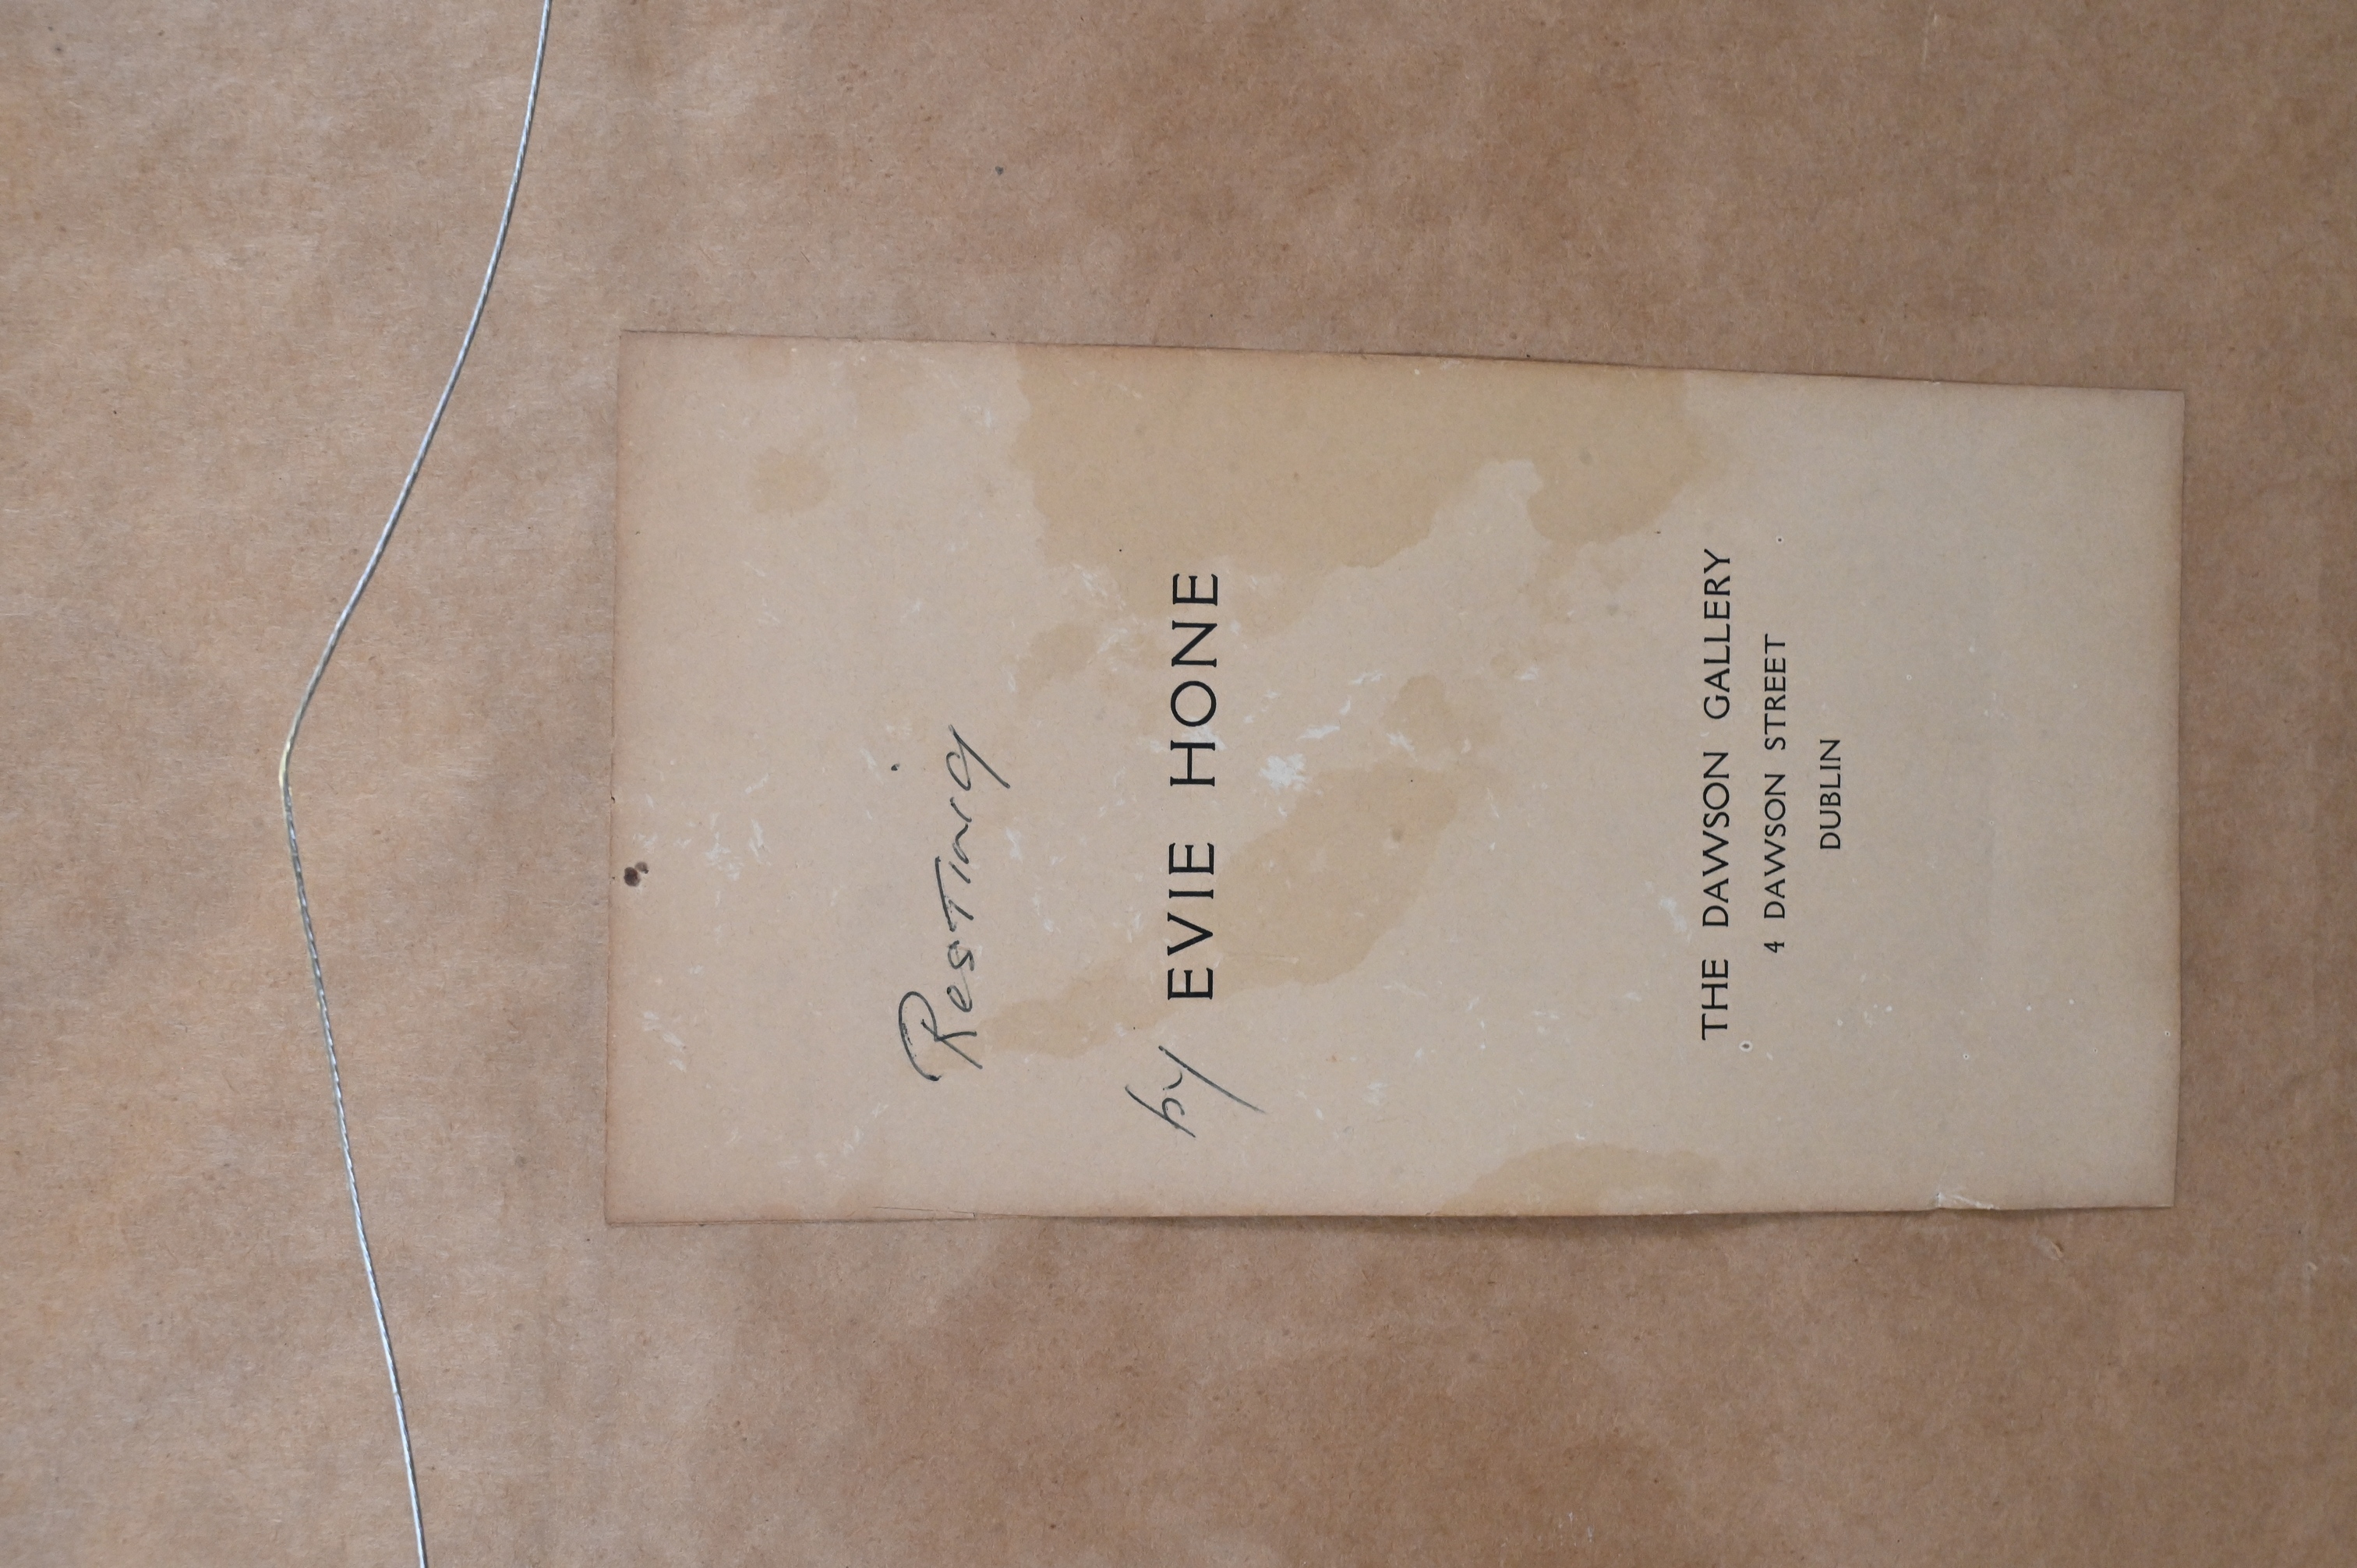 Resting
by EVIE HONE
THE DAWSON GALLERY
4 DAWSON STREET
DUBLIN